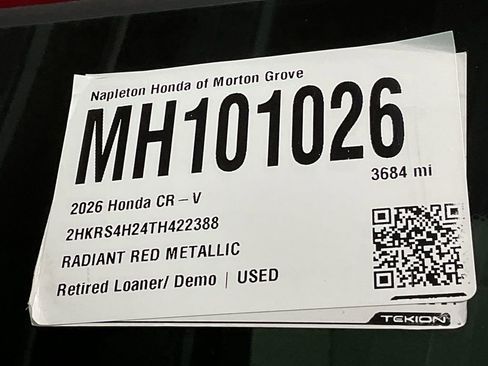 Napleton Honda of Morton Grove
MH101026
3684 mi
2026 Honda CR-V
2HKRS4H24TH422388
RADIANT RED METALLIC
Retired Loaner/ Demo | USED
TEKION